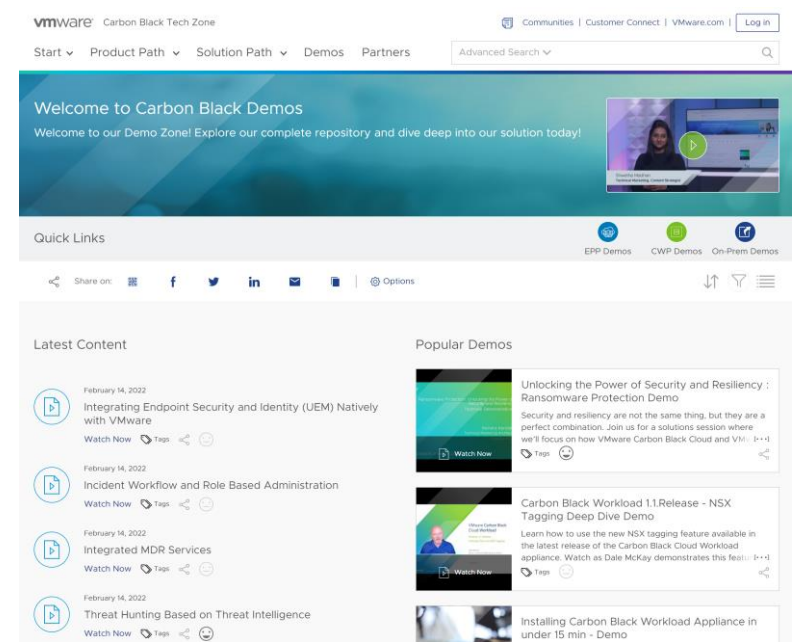 vmware Carbon Black Tech Zone
Communities | Customer Connect | VMware.com | Log in
Start Product Path Solution Path Demos Partners
Advanced Search
Welcome to Carbon Black Demos
Welcome to our Demo Zone! Explore our complete repository and dive deep into our solution today!
Quick Links
EPP Demos CWP Demos On-Prem Demos
Share on: f in Options
Latest Content
February 14, 2022
Integrating Endpoint Security and Identity (UEM) Natively
with VMware
Watch Now Tags
February 14, 2022
Incident Workflow and Role Based Administration
Watch Now Tags
February 14, 2022
Integrated MDR Services
Watch Now Tags
February 14, 2022
Threat Hunting Based on Threat Intelligence
Watch Now Tags
Popular Demos
Watch Now
Unlocking the Power of Security and Resiliency :
Ransomware Protection Demo
Security and resiliency are not the same thing, but they are a
perfect combination. Join us for a solutions session where
we'll focus on how VMware Carbon Black Cloud and
Tags
Watch Now
Carbon Black Workload 1.1.Release - NSX
Tagging Deep Dive Demo
Learn how to use the new NSX tagging feature available in
the latest release of the Carbon Black Cloud Workload
appliance. Watch as Dale McKay demonstrates this
Tags
Installing Carbon Black Workload Appliance in
under 15 min - Demo